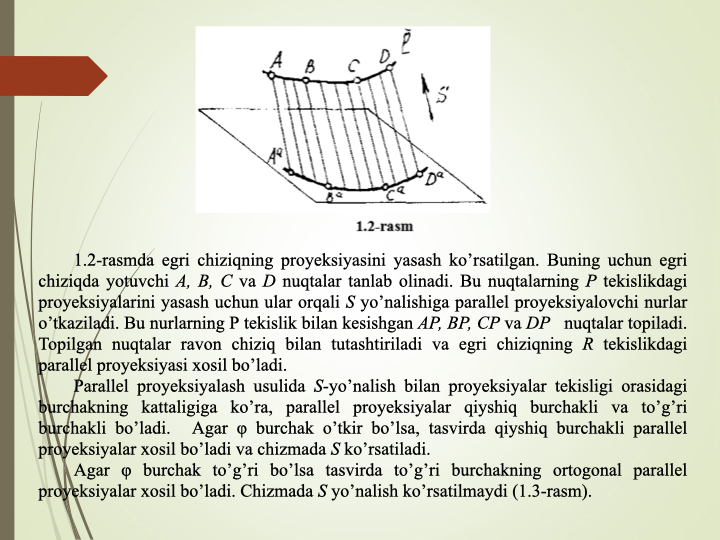 A B C D ℓ̄
S
Aᵃ Bᵃ Cᵃ Dᵃ
1.2-rasm
1.2-rasmda egri chiziqning proyeksiyasini yasash ko’rsatilgan. Buning uchun egri
chiziqda yotuvchi A, B, C va D nuqtalar tanlab olinadi. Bu nuqtalarning P tekislikdagi
proyeksiyalarini yasash uchun ular orqali S yo’nalishiga parallel proyeksiyalovchi nurlar
o’tkaziladi. Bu nurlarning P tekislik bilan kesishgan AP, BP, CP va DP nuqtalar topiladi.
Topilgan nuqtalar ravon chiziq bilan tutashtiriladi va egri chiziqning R tekislikdagi
parallel proyeksiyasi xosil bo’ladi.
Parallel proyeksiyalash usulida S-yo’nalish bilan proyeksiyalar tekisligi orasidagi
burchakning kattaligiga ko’ra, parallel proyeksiyalar qiyshiq burchakli va to’g’ri
burchakli bo’ladi. Agar φ burchak o’tkir bo’lsa, tasvirda qiyshiq burchakli parallel
proyeksiyalar xosil bo’ladi va chizmada S ko’rsatiladi.
Agar φ burchak to’g’ri bo’lsa tasvirda to’g’ri burchakning ortogonal parallel
proyeksiyalar xosil bo’ladi. Chizmada S yo’nalish ko’rsatilmaydi (1.3-rasm).